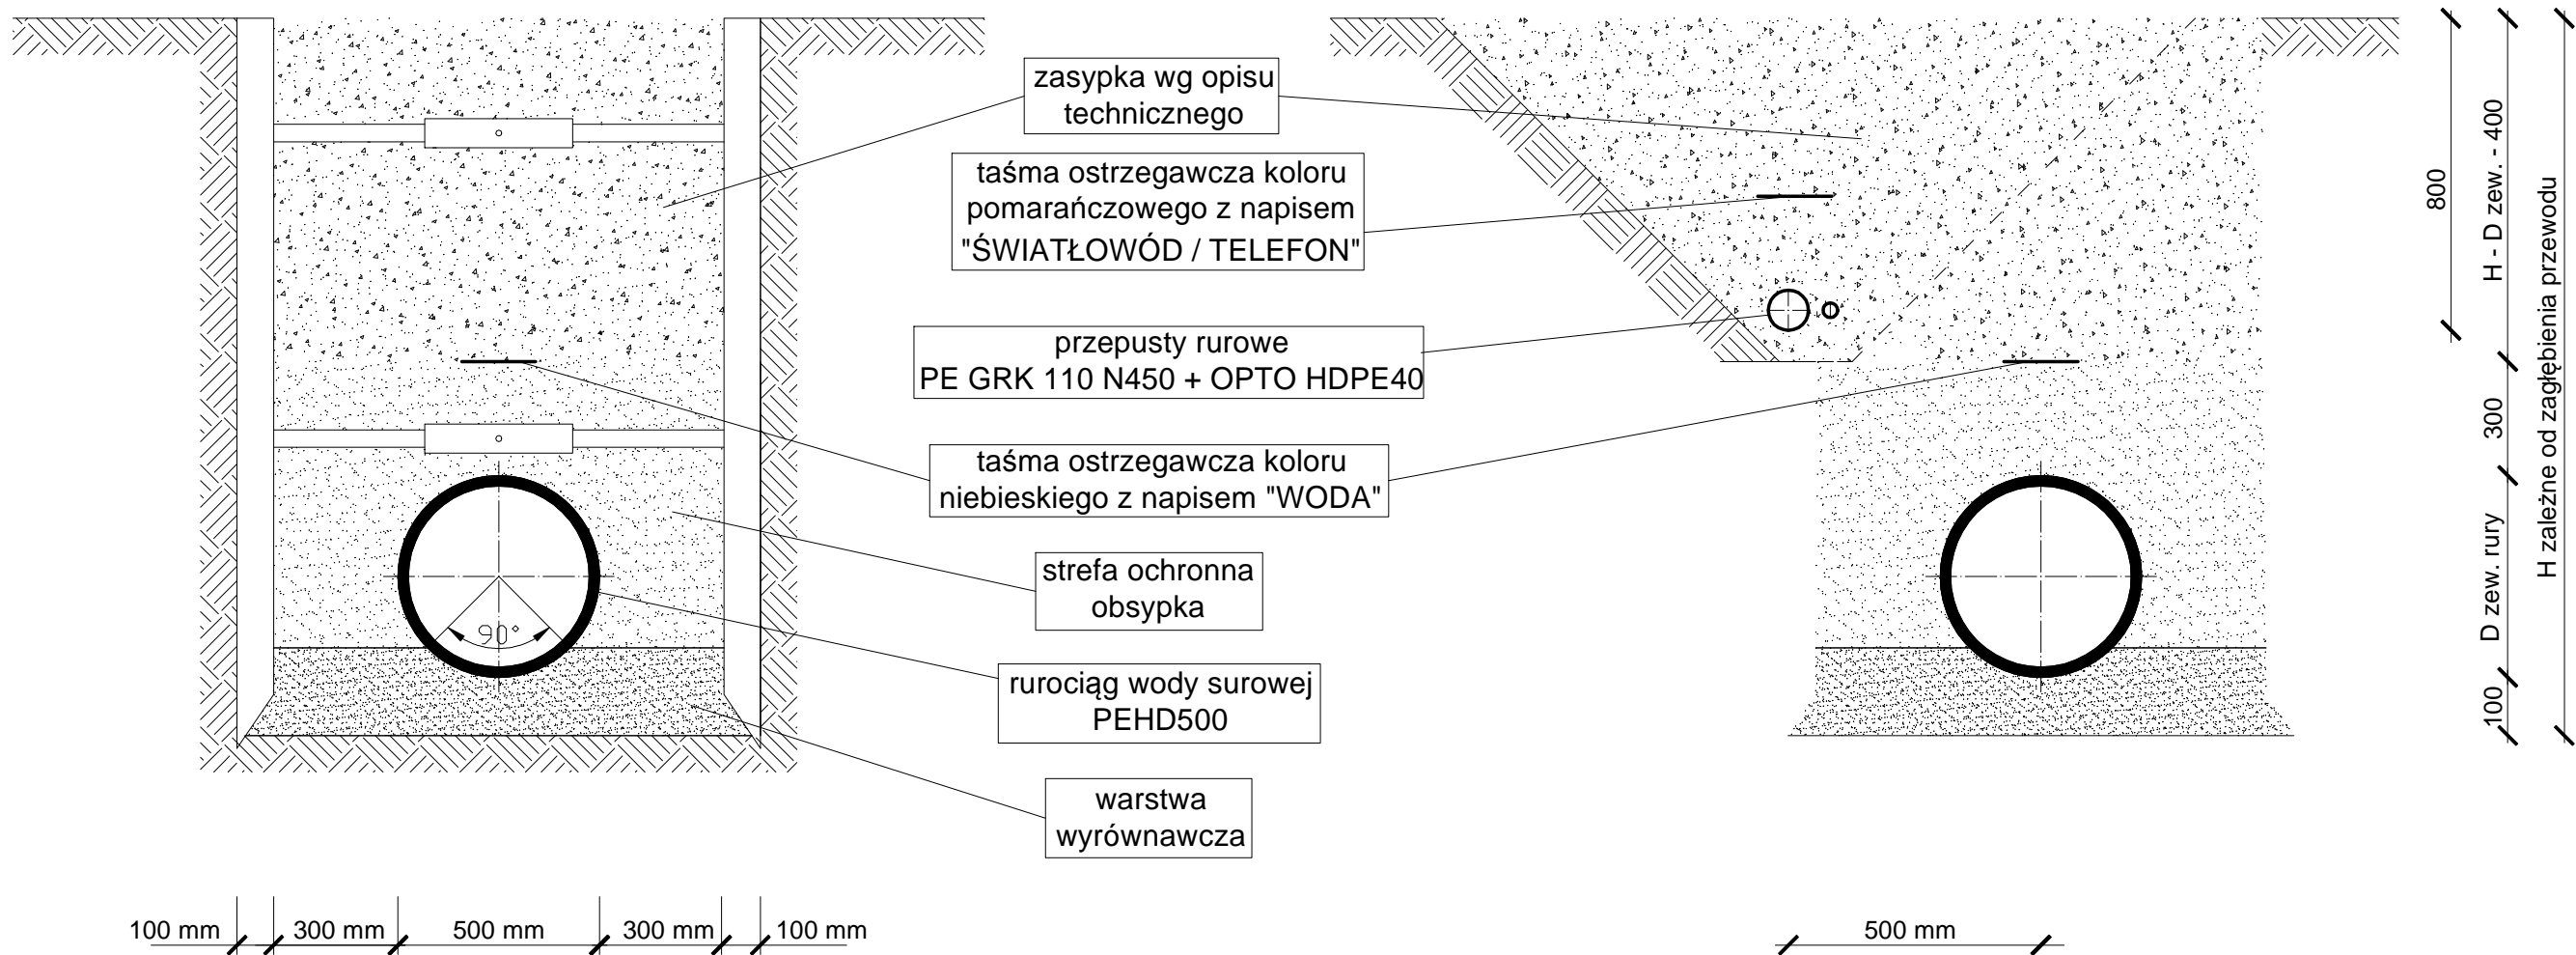 zasypka wg opisu
technicznego
taśma ostrzegawcza koloru
pomarańczowego z napisem
"ŚWIATŁOWÓD / TELEFON"
przepusty rurowe
PE GRK 110 N450 + OPTO HDPE40
taśma ostrzegawcza koloru
niebieskiego z napisem "WODA"
strefa ochronna
obsypka
rurociąg wody surowej
PEHD500
warstwa
wyrównawcza
90°
100 mm
300 mm
500 mm
300 mm
100 mm
500 mm
800
H - D zew. - 400
300
D zew. rury
100
H zależne od zagłębienia przewodu